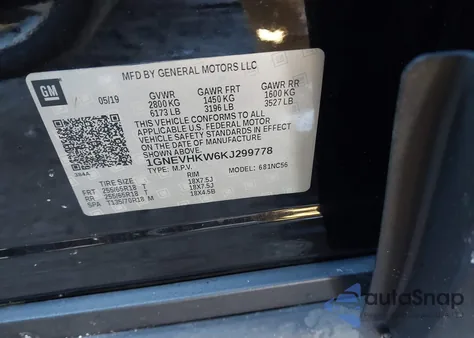 MFD BY GENERAL MOTORS LLC
GM
05/19
GVWR GAWR FRT GAWR RR
2800 KG 1450 KG 1600 KG
6173 LB 3196 LB 3527 LB
THIS VEHICLE CONFORMS TO
ALL APPLICABLE U.S. FEDERAL MOTOR
VEHICLE SAFETY STANDARDS IN EFFECT ON
THE DATE OF MANUFACTURE SHOWN ABOVE.
1GNEVHKW6KJ299778
TYPE: M.P.V. MODEL: 681NC56
384A
TIRE SIZE RIM
FRT 255/65R18 T 18X7.5J
RR 255/65R18 T 18X7.5J
SPA T135/70R18 M 18X4.5B
autoSnap